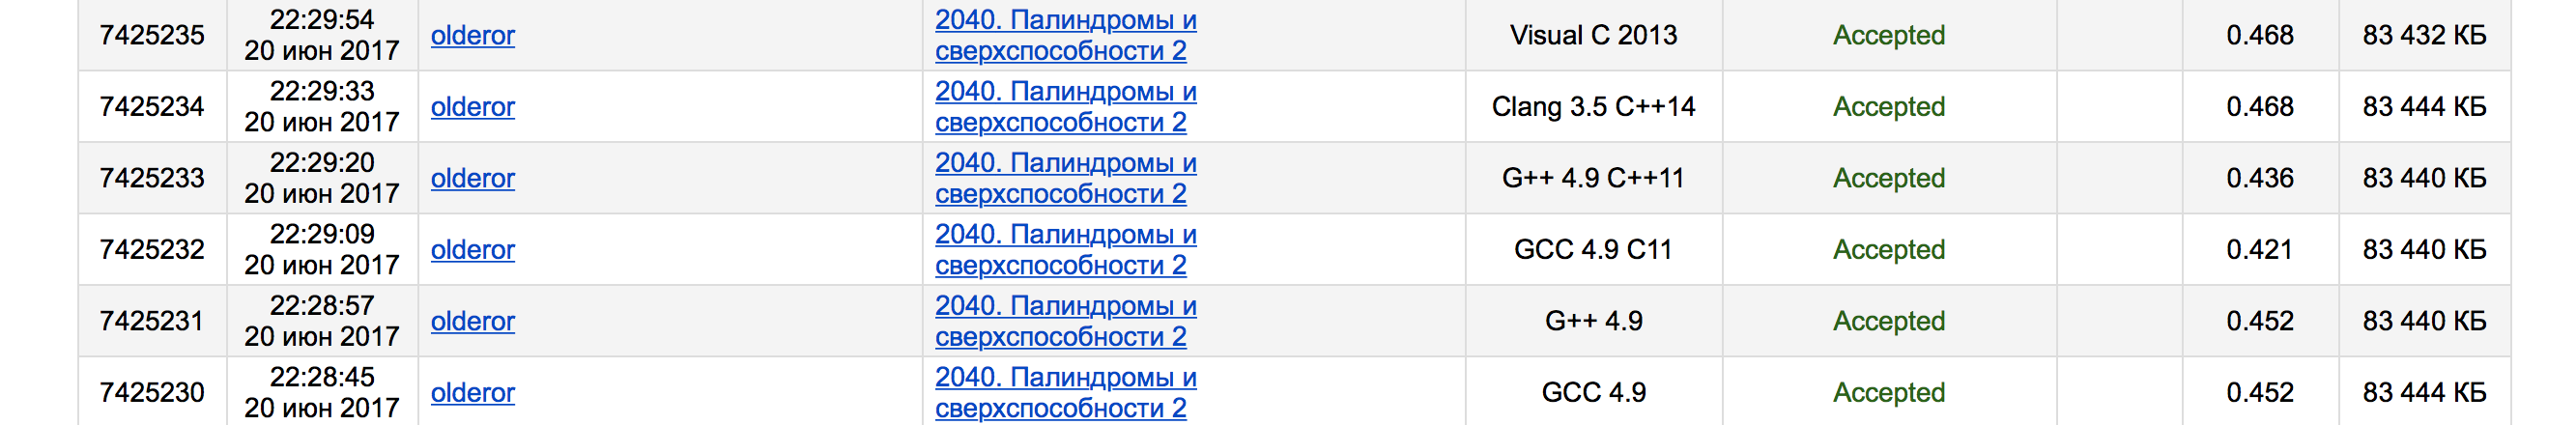 7425235 22:29:54 20 июн 2017 olderor 2040. Палиндромы и сверхспособности 2 Visual C 2013 Accepted 0.468 83 432 КБ
7425234 22:29:33 20 июн 2017 olderor 2040. Палиндромы и сверхспособности 2 Clang 3.5 C++14 Accepted 0.468 83 444 КБ
7425233 22:29:20 20 июн 2017 olderor 2040. Палиндромы и сверхспособности 2 G++ 4.9 C++11 Accepted 0.436 83 440 КБ
7425232 22:29:09 20 июн 2017 olderor 2040. Палиндромы и сверхспособности 2 GCC 4.9 C11 Accepted 0.421 83 440 КБ
7425231 22:28:57 20 июн 2017 olderor 2040. Палиндромы и сверхспособности 2 G++ 4.9 Accepted 0.452 83 440 КБ
7425230 22:28:45 20 июн 2017 olderor 2040. Палиндромы и сверхспособности 2 GCC 4.9 Accepted 0.452 83 444 КБ